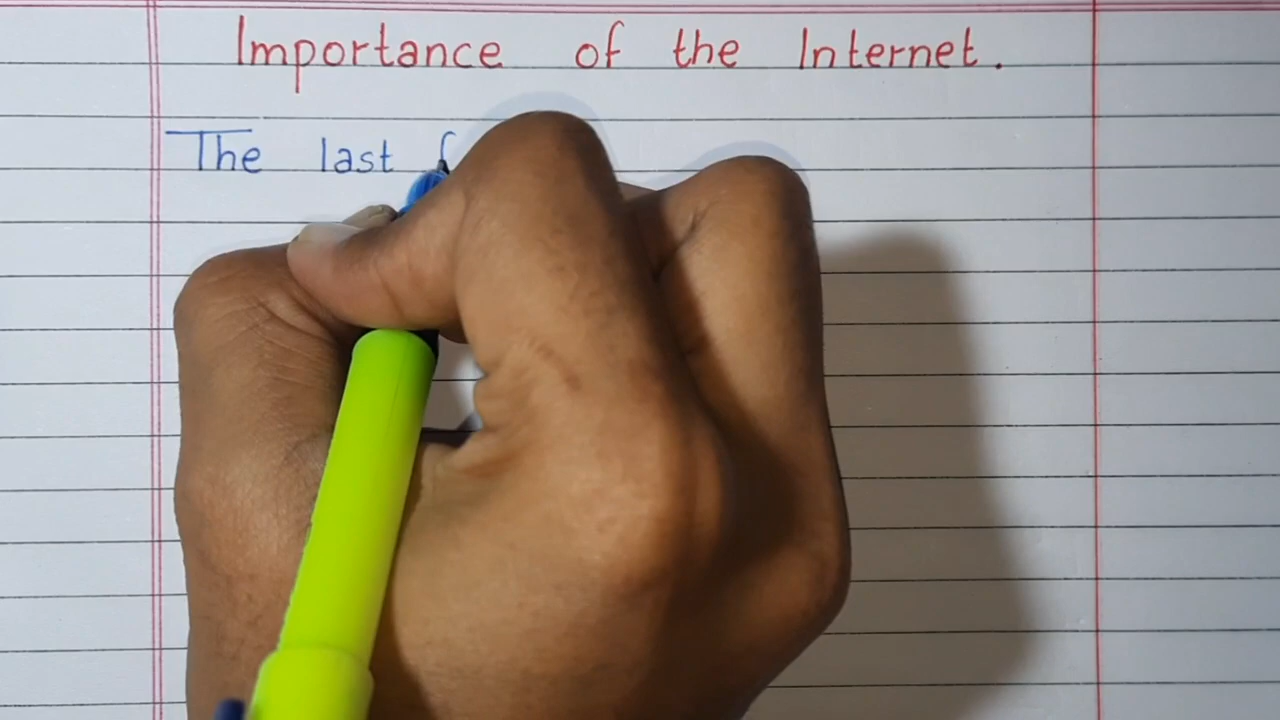 Importance of the Internet.
The last